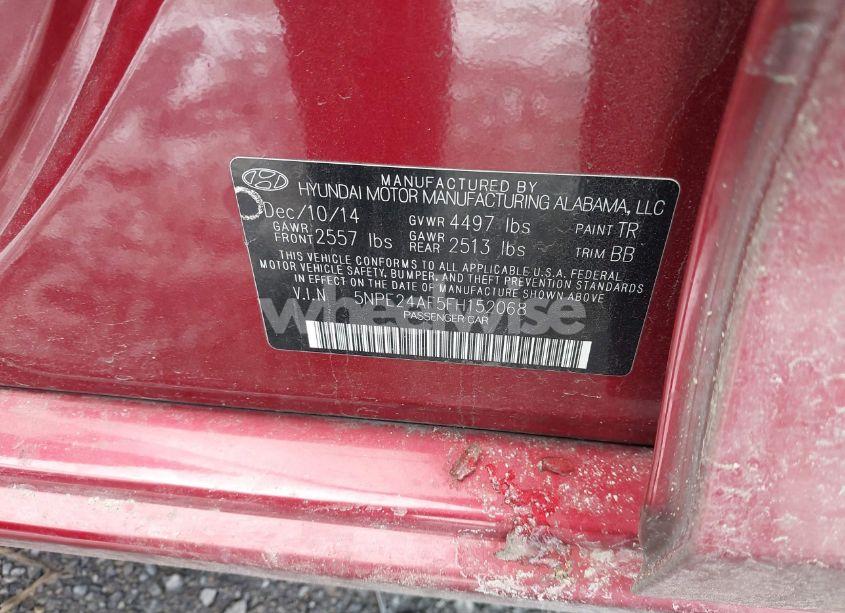 MANUFACTURED BY
HYUNDAI MOTOR MANUFACTURING ALABAMA, LLC
Dec/10/14 GVWR 4497 lbs PAINT TR
GAWR FRONT 2557 lbs GAWR REAR 2513 lbs TRIM BB
THIS VEHICLE CONFORMS TO ALL APPLICABLE U.S.A. FEDERAL
MOTOR VEHICLE SAFETY, BUMPER, AND THEFT PREVENTION STANDARDS
IN EFFECT ON THE DATE OF MANUFACTURE SHOWN ABOVE.
V.I.N 5NPE24AF5FH152068
PASSENGER CAR
wheelwise